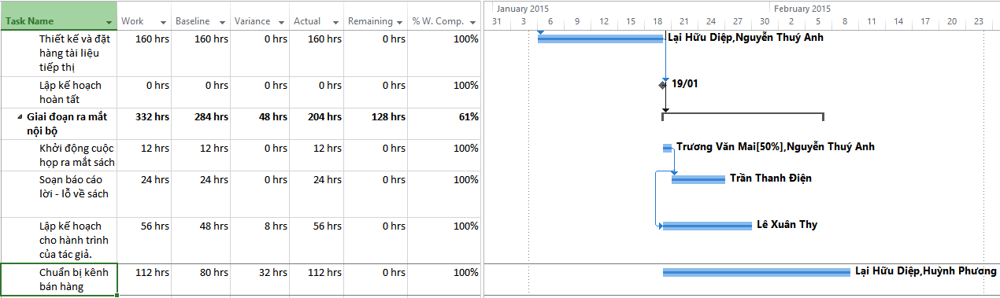 January 2015 February 2015
Task Name Work Baseline Variance Actual Remaining % W. Comp. 31 3 6 9 12 15 18 21 24 27 30 2 5 8 11 14 17 20 23
Thiết kế và đặt 160 hrs 160 hrs 0 hrs 160 hrs 0 hrs 100% Lại Hữu Diệp,Nguyễn Thuý Anh
hàng tài liệu
tiếp thị
Lập kế hoạch 0 hrs 0 hrs 0 hrs 0 hrs 0 hrs 100% 19/01
hoàn tất
Giai đoạn ra mắt 332 hrs 284 hrs 48 hrs 204 hrs 128 hrs 61%
nội bộ
Khởi động cuộc 12 hrs 12 hrs 0 hrs 12 hrs 0 hrs 100% Trương Văn Mai[50%],Nguyễn Thuý Anh
họp ra mắt sách
Soạn báo cáo 24 hrs 24 hrs 0 hrs 24 hrs 0 hrs 100% Trần Thanh Điện
lời - lỗ về sách
Lập kế hoạch 56 hrs 48 hrs 8 hrs 56 hrs 0 hrs 100% Lê Xuân Thy
cho hành trình
của tác giả.
Chuẩn bị kênh 112 hrs 80 hrs 32 hrs 112 hrs 0 hrs 100% Lại Hữu Diệp,Huỳnh Phương
bán hàng